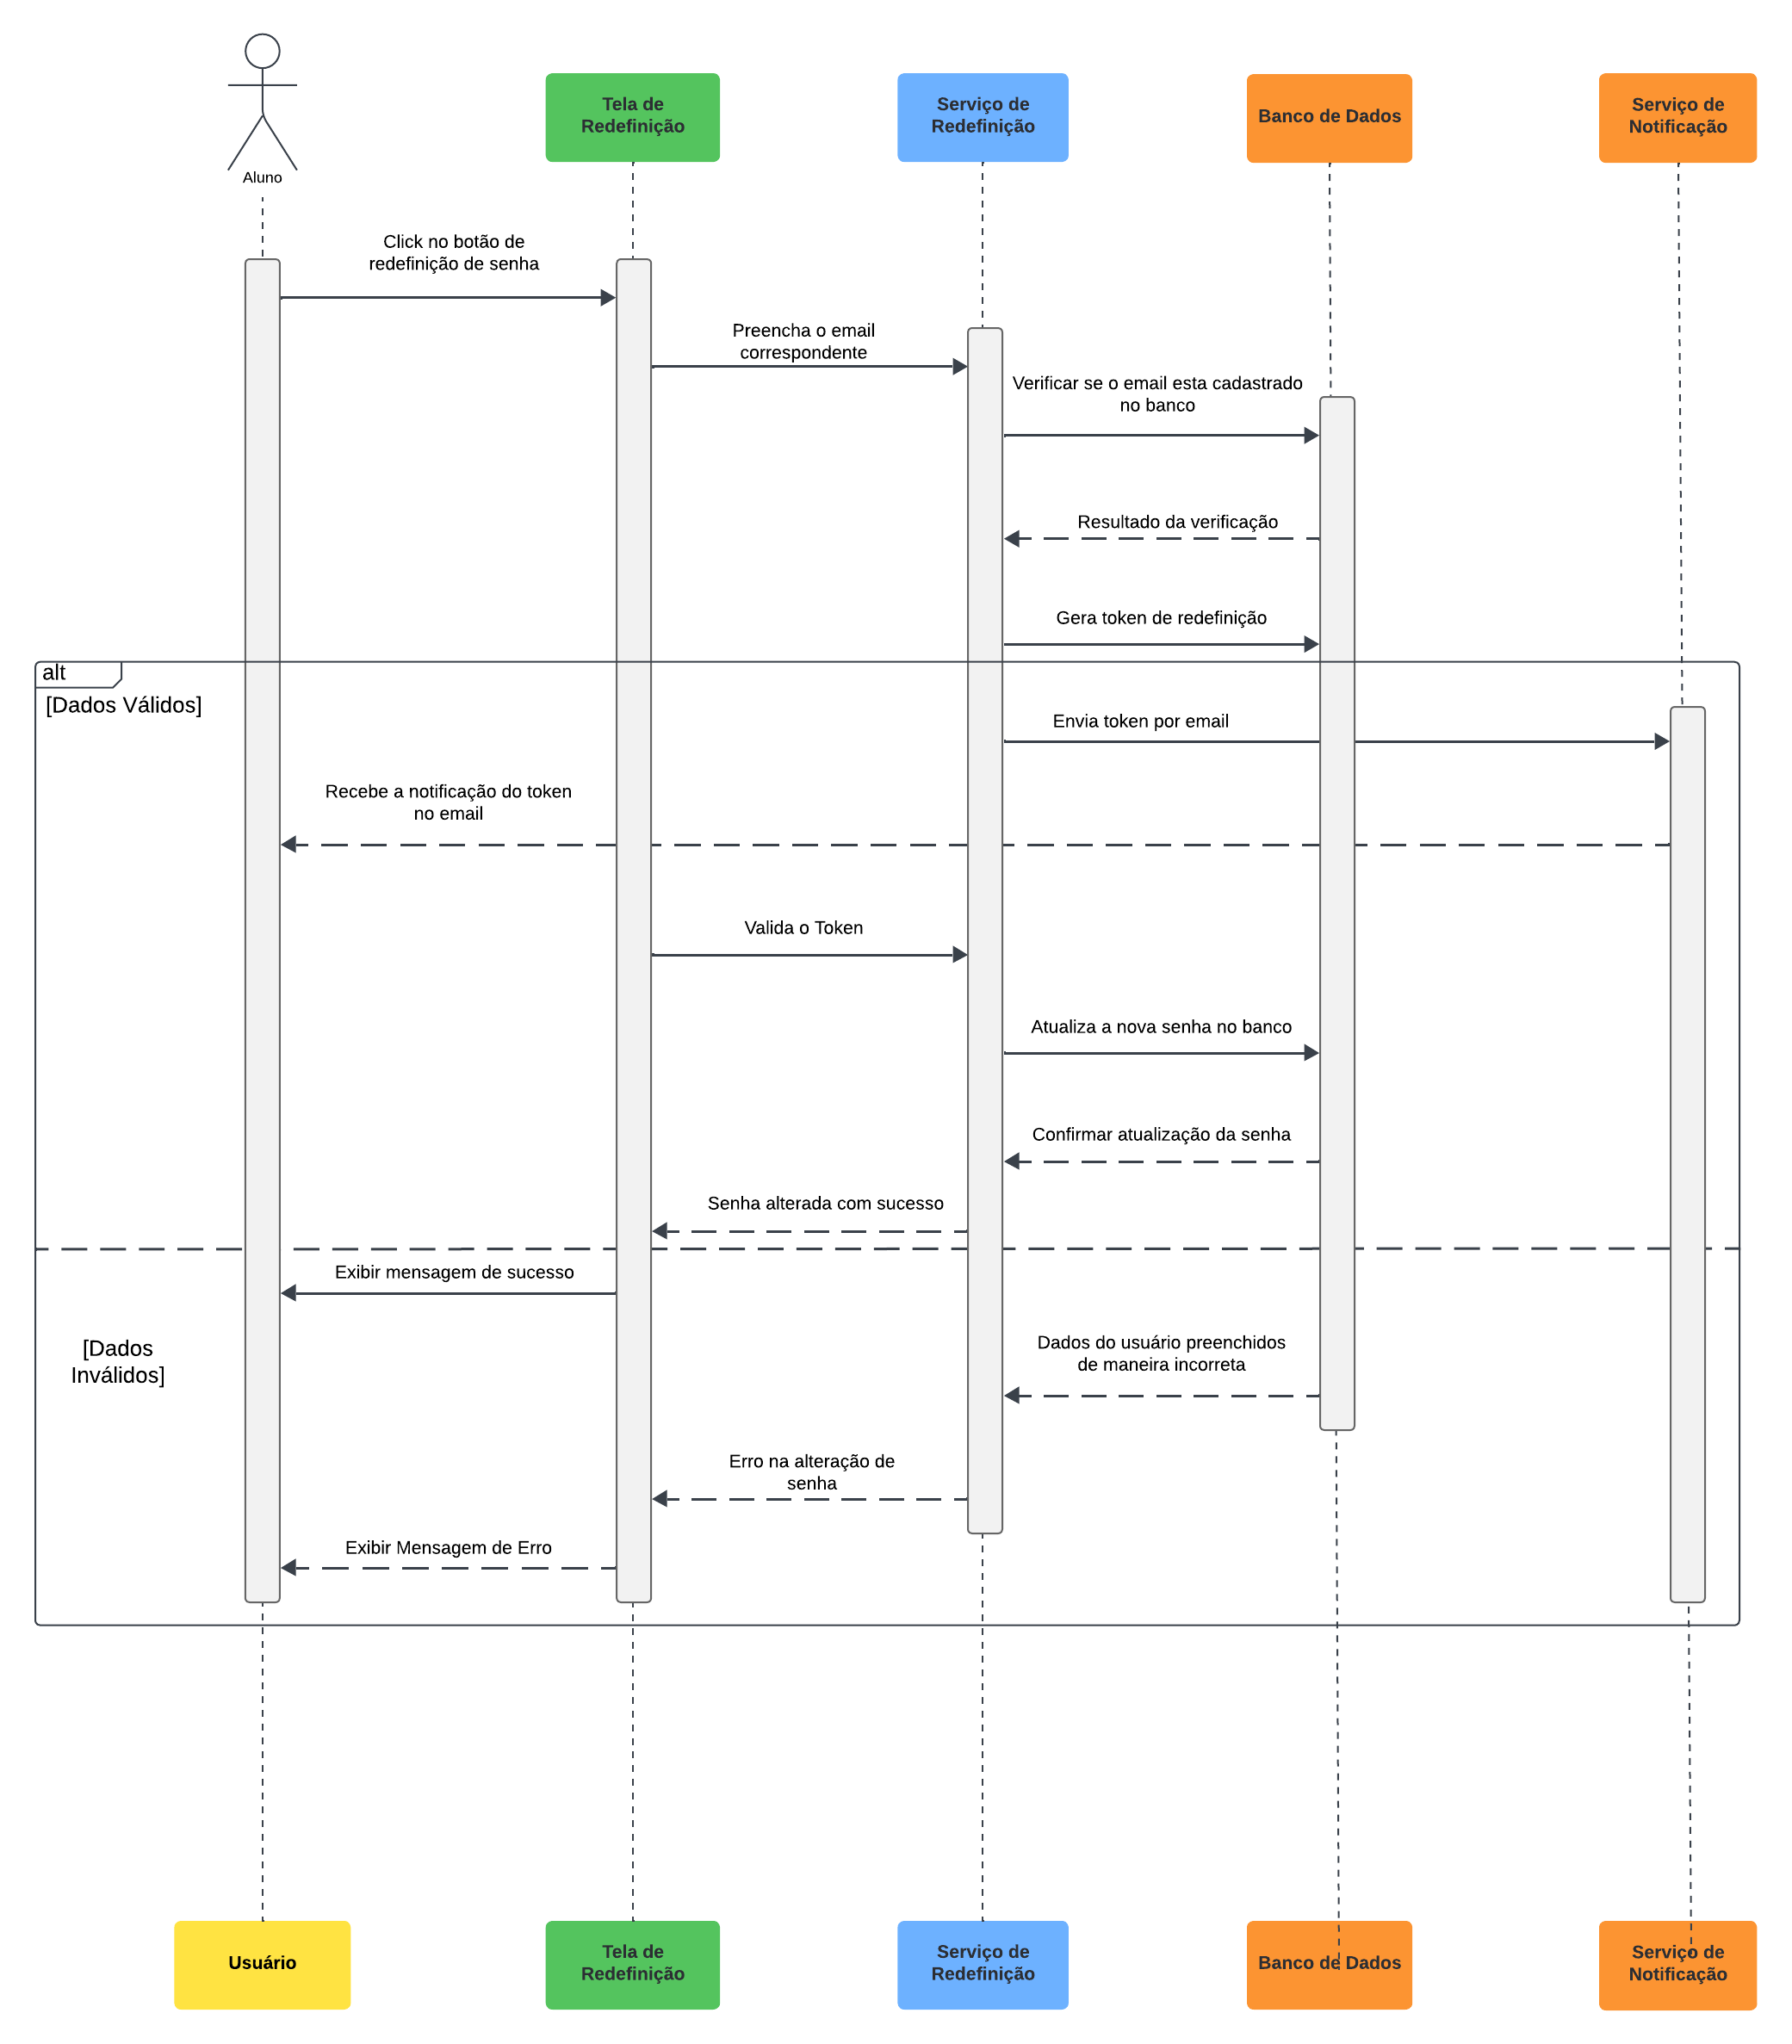 Aluno
Tela de
Redefinição
Serviço de
Redefinição
Banco de Dados
Serviço de
Notificação
Click no botão de
redefinição de senha
Preencha o email
correspondente
Verificar se o email esta cadastrado
no banco
Resultado da verificação
Gera token de redefinição
alt
[Dados Válidos]
Envia token por email
Recebe a notificação do token
no email
Valida o Token
Atualiza a nova senha no banco
Confirmar atualização da senha
Senha alterada com sucesso
Exibir mensagem de sucesso
[Dados
Inválidos]
Dados do usuário preenchidos
de maneira incorreta
Erro na alteração de
senha
Exibir Mensagem de Erro
Usuário
Tela de
Redefinição
Serviço de
Redefinição
Banco de Dados
Serviço de
Notificação